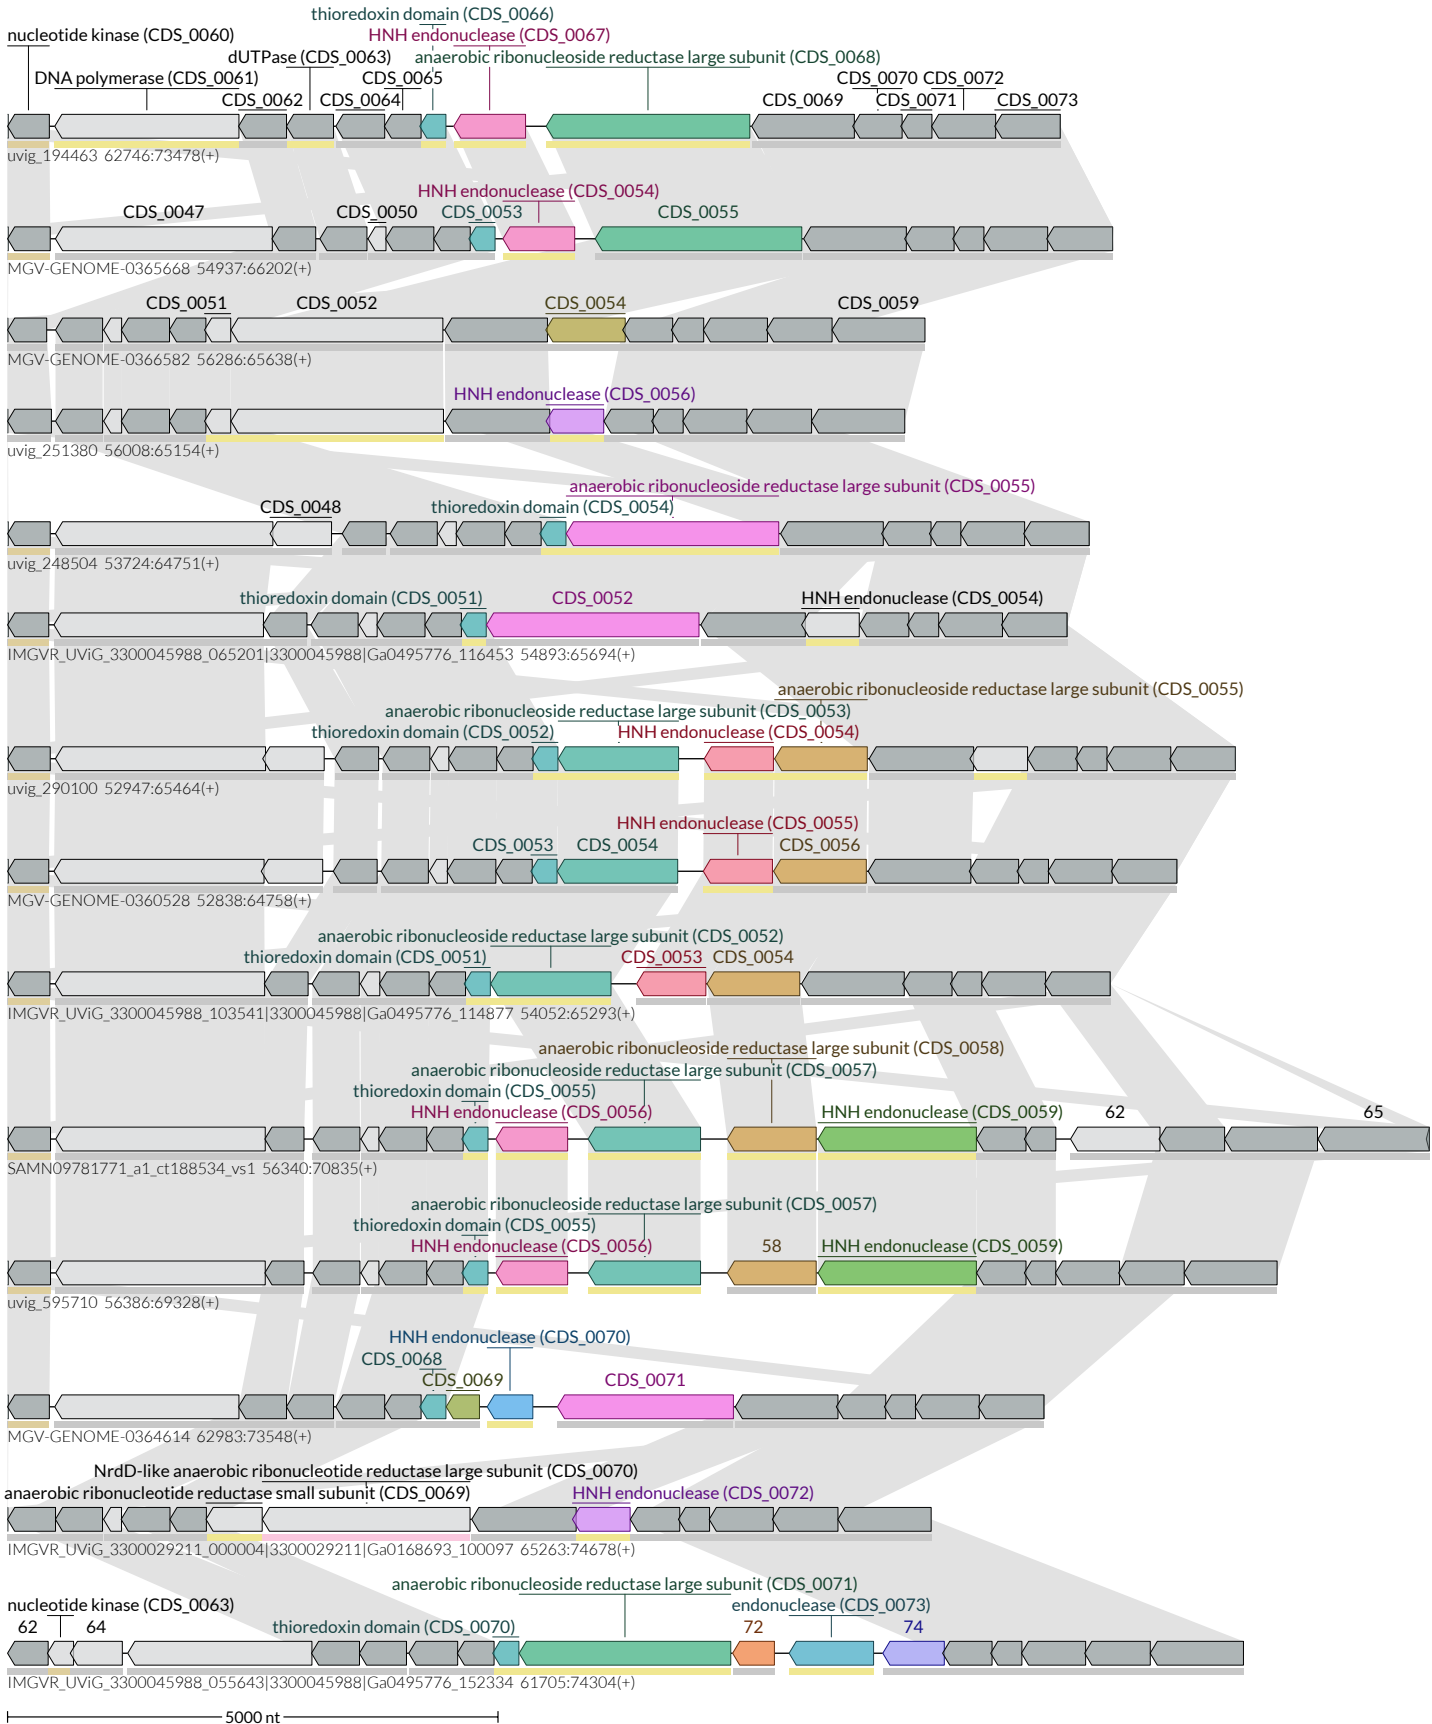 thioredoxin domain (CDS_0066)
nucleotide kinase (CDS_0060) HNH endonuclease (CDS_0067)
dUTPase (CDS_0063) anaerobic ribonucleoside reductase large subunit (CDS_0068)
DNA polymerase (CDS_0061) CDS_0065 CDS_0070 CDS_0072
CDS_0062 CDS_0064 CDS_0069 CDS_0071 CDS_0073
uvig_194463 62746:73478(+)
HNH endonuclease (CDS_0054)
CDS_0047 CDS_0050 CDS_0053 CDS_0055
MGV-GENOME-0365668 54937:66202(+)
CDS_0051 CDS_0052 CDS_0054 CDS_0059
MGV-GENOME-0366582 56286:65638(+)
HNH endonuclease (CDS_0056)
uvig_251380 56008:65154(+)
anaerobic ribonucleoside reductase large subunit (CDS_0055)
CDS_0048 thioredoxin domain (CDS_0054)
uvig_248504 53724:64751(+)
thioredoxin domain (CDS_0051) CDS_0052 HNH endonuclease (CDS_0054)
IMGVR_UViG_3300045988_065201|3300045988|Ga0495776_116453 54893:65694(+)
anaerobic ribonucleoside reductase large subunit (CDS_0055)
anaerobic ribonucleoside reductase large subunit (CDS_0053)
thioredoxin domain (CDS_0052) HNH endonuclease (CDS_0054)
uvig_290100 52947:65464(+)
HNH endonuclease (CDS_0055)
CDS_0053 CDS_0054 CDS_0056
MGV-GENOME-0360528 52838:64758(+)
anaerobic ribonucleoside reductase large subunit (CDS_0052)
thioredoxin domain (CDS_0051) CDS_0053 CDS_0054
IMGVR_UViG_3300045988_103541|3300045988|Ga0495776_114877 54052:65293(+)
anaerobic ribonucleoside reductase large subunit (CDS_0058)
anaerobic ribonucleoside reductase large subunit (CDS_0057)
thioredoxin domain (CDS_0055)
HNH endonuclease (CDS_0056) HNH endonuclease (CDS_0059) 62 65
SAMN09781771_a1_ct188534_vs1 56340:70835(+)
anaerobic ribonucleoside reductase large subunit (CDS_0057)
thioredoxin domain (CDS_0055)
HNH endonuclease (CDS_0056) 58 HNH endonuclease (CDS_0059)
uvig_595710 56386:69328(+)
HNH endonuclease (CDS_0070)
CDS_0068
CDS_0069 CDS_0071
MGV-GENOME-0364614 62983:73548(+)
NrdD-like anaerobic ribonucleotide reductase large subunit (CDS_0070)
anaerobic ribonucleotide reductase small subunit (CDS_0069) HNH endonuclease (CDS_0072)
IMGVR_UViG_3300029211_000004|3300029211|Ga0168693_100097 65263:74678(+)
anaerobic ribonucleoside reductase large subunit (CDS_0071)
nucleotide kinase (CDS_0063) endonuclease (CDS_0073)
62 64 thioredoxin domain (CDS_0070) 72 74
IMGVR_UViG_3300045988_055643|3300045988|Ga0495776_152334 61705:74304(+)
5000 nt